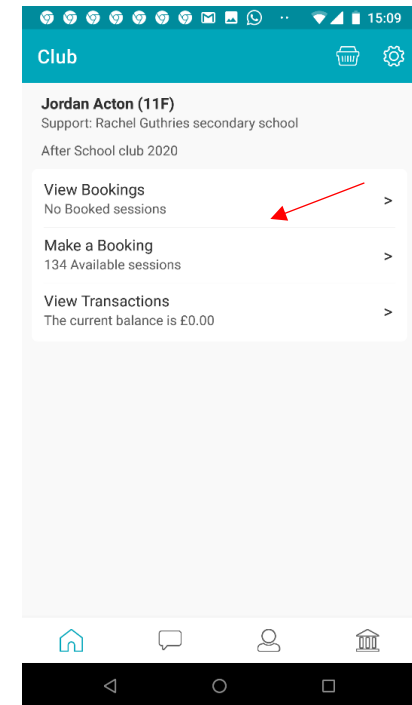 15:09
Club
Jordan Acton (11F)
Support: Rachel Guthries secondary school
After School club 2020
View Bookings
No Booked sessions
>
Make a Booking
134 Available sessions
>
View Transactions
The current balance is £0.00
>